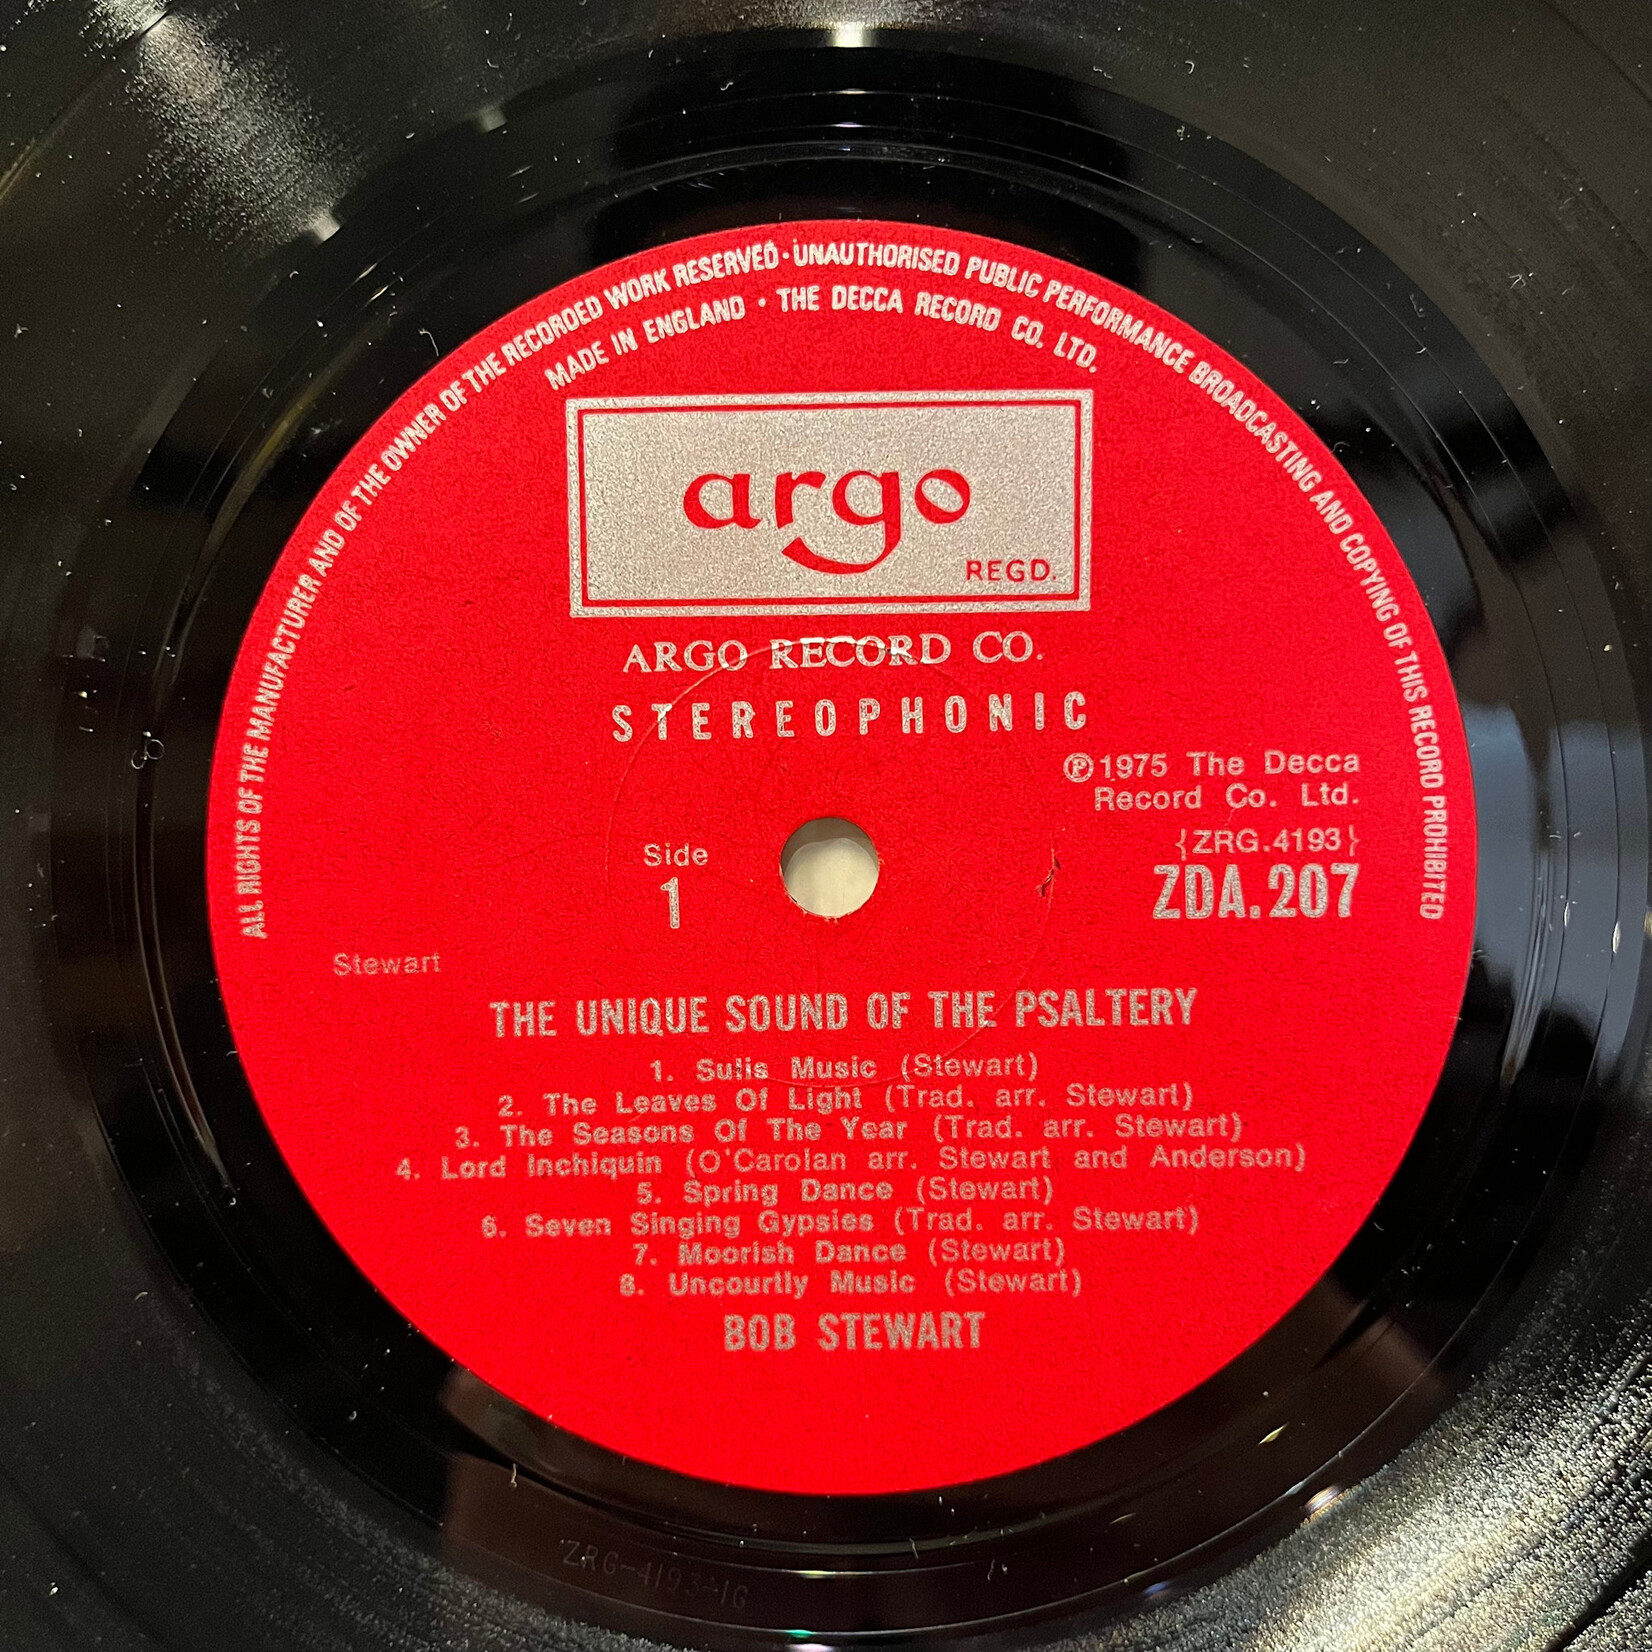 ALL RIGHTS OF THE MANUFACTURER AND OF THE OWNER OF THE RECORDED WORK RESERVED · UNAUTHORISED PUBLIC PERFORMANCE BROADCASTING AND COPYING OF THIS RECORD PROHIBITED
MADE IN ENGLAND · THE DECCA RECORD CO. LTD.
argo
REGD.
ARGO RECORD CO.
STEREOPHONIC
℗1975 The Decca
Record Co. Ltd.
{ZRG.4193}
ZDA.207
Side
1
Stewart
THE UNIQUE SOUND OF THE PSALTERY
1. Sulis Music (Stewart)
2. The Leaves Of Light (Trad. arr. Stewart)
3. The Seasons Of The Year (Trad. arr. Stewart)
4. Lord Inchiquin (O'Carolan arr. Stewart and Anderson)
5. Spring Dance (Stewart)
6. Seven Singing Gypsies (Trad. arr. Stewart)
7. Moorish Dance (Stewart)
8. Uncourtly Music (Stewart)
BOB STEWART
ZRG-4193-1G